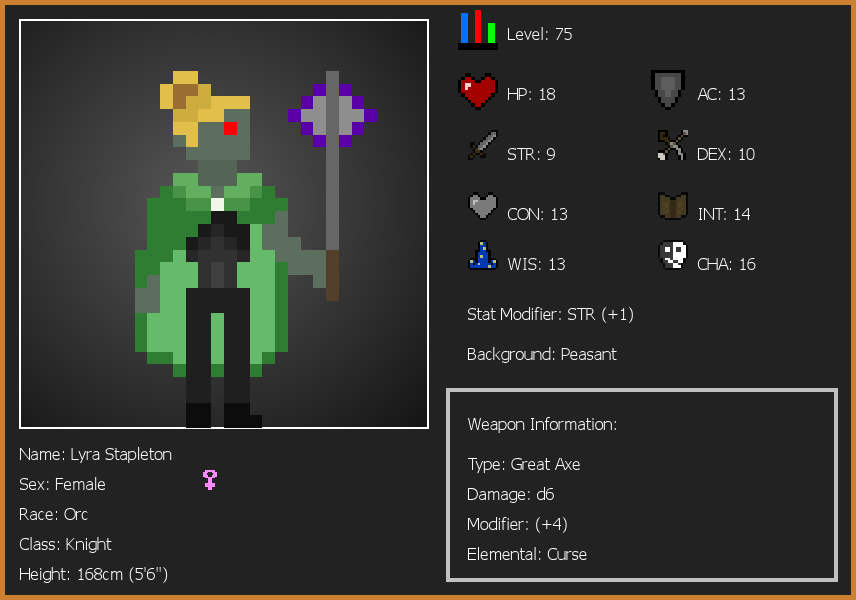 Level: 75
HP: 18
AC: 13
STR: 9
DEX: 10
CON: 13
INT: 14
WIS: 13
CHA: 16
Stat Modifier: STR (+1)
Background: Peasant
Weapon Information:
Type: Great Axe
Damage: d6
Modifier: (+4)
Elemental: Curse
Name: Lyra Stapleton
Sex: Female
Race: Orc
Class: Knight
Height: 168cm (5'6")